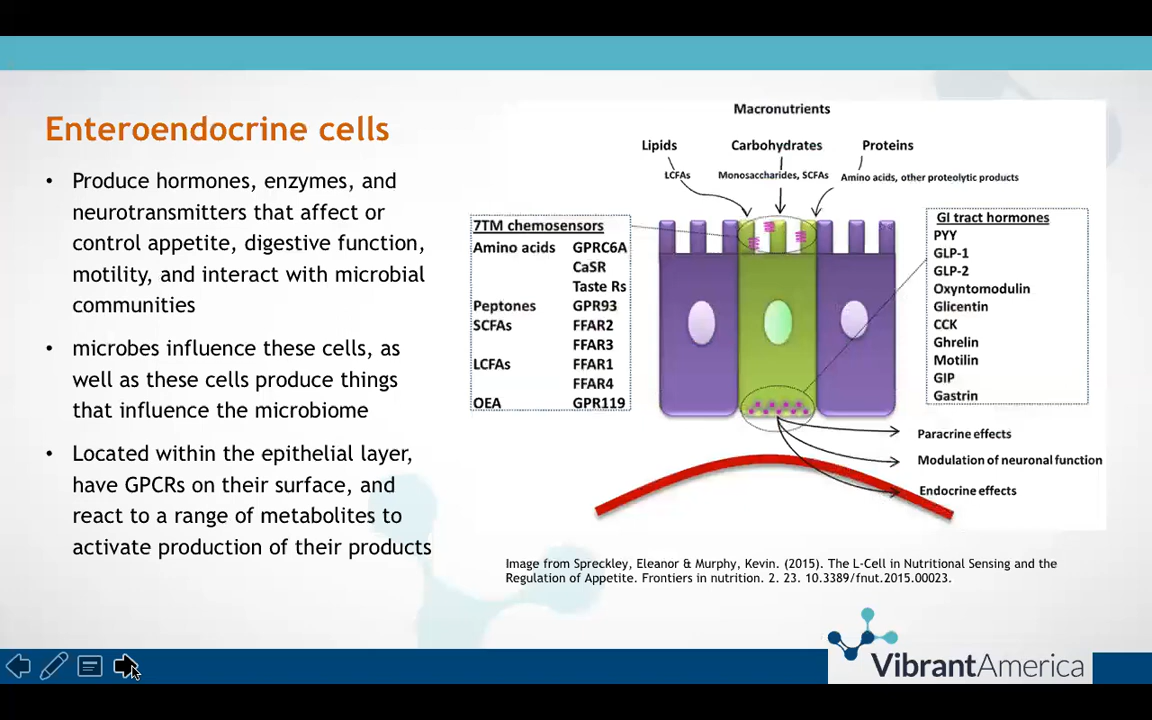 Enteroendocrine cells
• Produce hormones, enzymes, and
neurotransmitters that affect or
control appetite, digestive function,
motility, and interact with microbial
communities
• microbes influence these cells, as
well as these cells produce things
that influence the microbiome
• Located within the epithelial layer,
have GPCRs on their surface, and
react to a range of metabolites to
activate production of their products
Macronutrients
Lipids Carbohydrates Proteins
LCFAs Monosaccharides, SCFAs Amino acids, other proteolytic products
7TM chemosensors
Amino acids GPRC6A
CaSR
Taste Rs
Peptones GPR93
SCFAs FFAR2
FFAR3
LCFAs FFAR1
FFAR4
OEA GPR119
GI tract hormones
PYY
GLP-1
GLP-2
Oxyntomodulin
Glicentin
CCK
Ghrelin
Motilin
GIP
Gastrin
Paracrine effects
Modulation of neuronal function
Endocrine effects
Image from Spreckley, Eleanor & Murphy, Kevin. (2015). The L-Cell in Nutritional Sensing and the
Regulation of Appetite. Frontiers in nutrition. 2. 23. 10.3389/fnut.2015.00023.
VibrantAmerica